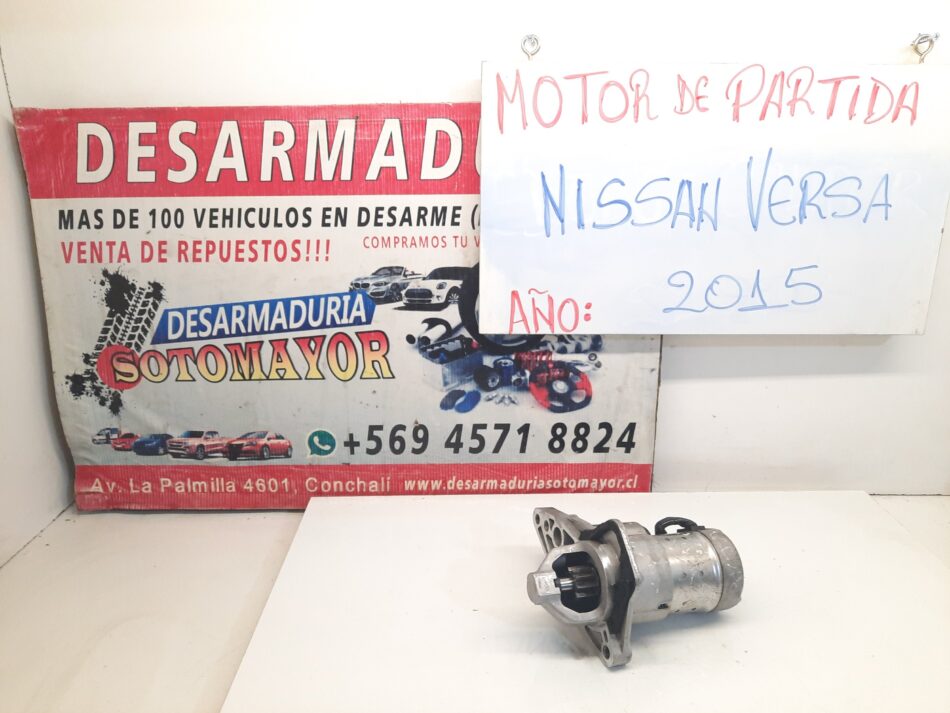 DESARMADU
MAS DE 100 VEHICULOS EN DESARME (
VENTA DE REPUESTOS!!!
COMPRAMOS TU V
DESARMADURIA
SOTOMAYOR
+569 4571 8824
Av. La Palmilla 4601, Conchalí www.desarmaduriasotomayor.cl
MOTOR DE PARTIDA
NISSAN VERSA
AÑO: 2015